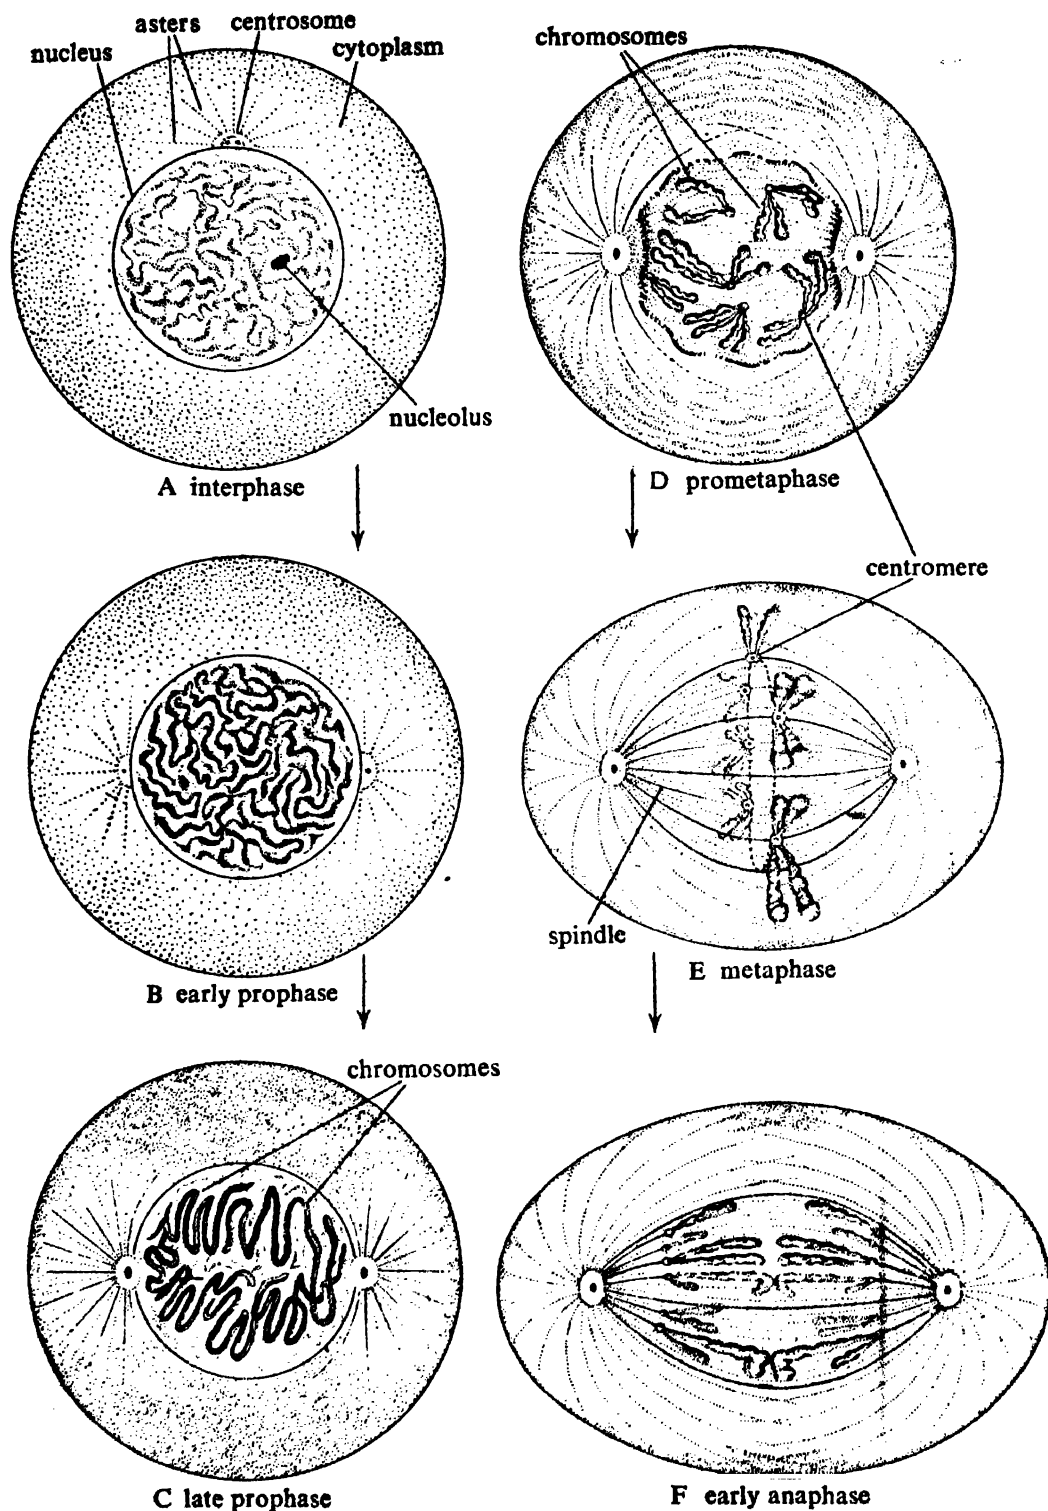 asters
centrosome
nucleus
cytoplasm
nucleolus
A interphase
B early prophase
chromosomes
C late prophase
chromosomes
D prometaphase
centromere
spindle
E metaphase
F early anaphase